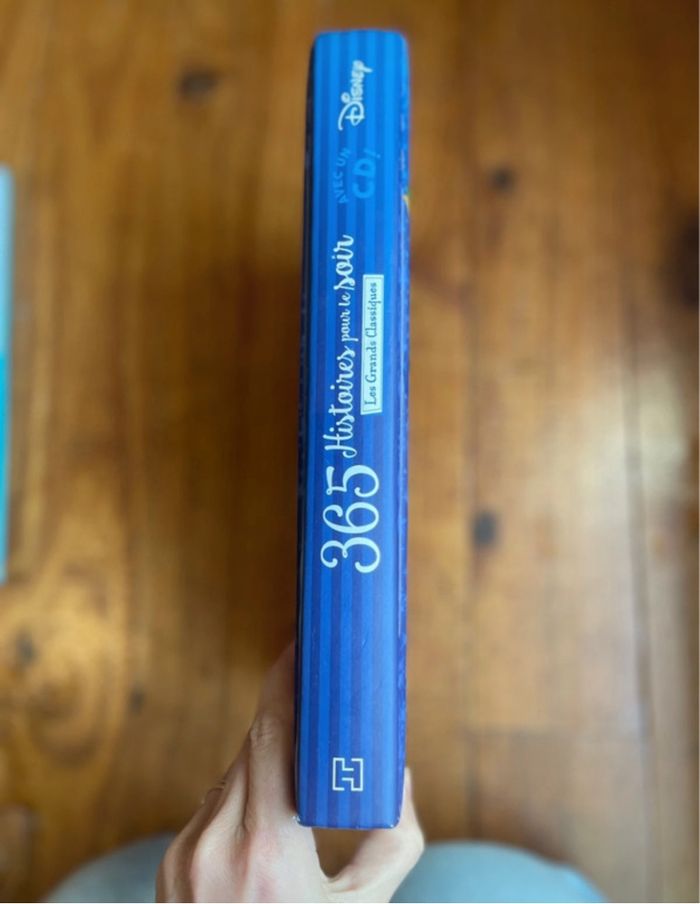 365 Histoires pour le soir
Les Grands Classiques
AVEC UN
CD!
Disney
H